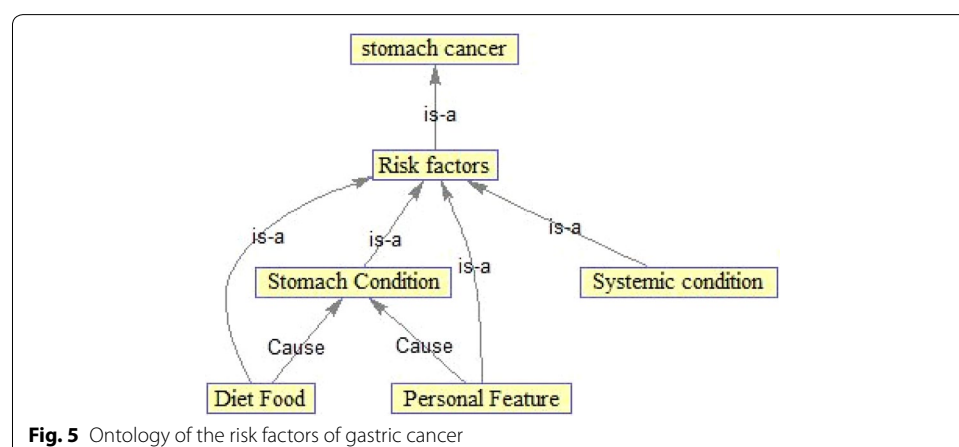 stomach cancer
is-a
Risk factors
is-a
is-a
is-a
is-a
Stomach Condition
Systemic condition
Cause
Cause
Diet Food
Personal Feature
Fig. 5 Ontology of the risk factors of gastric cancer